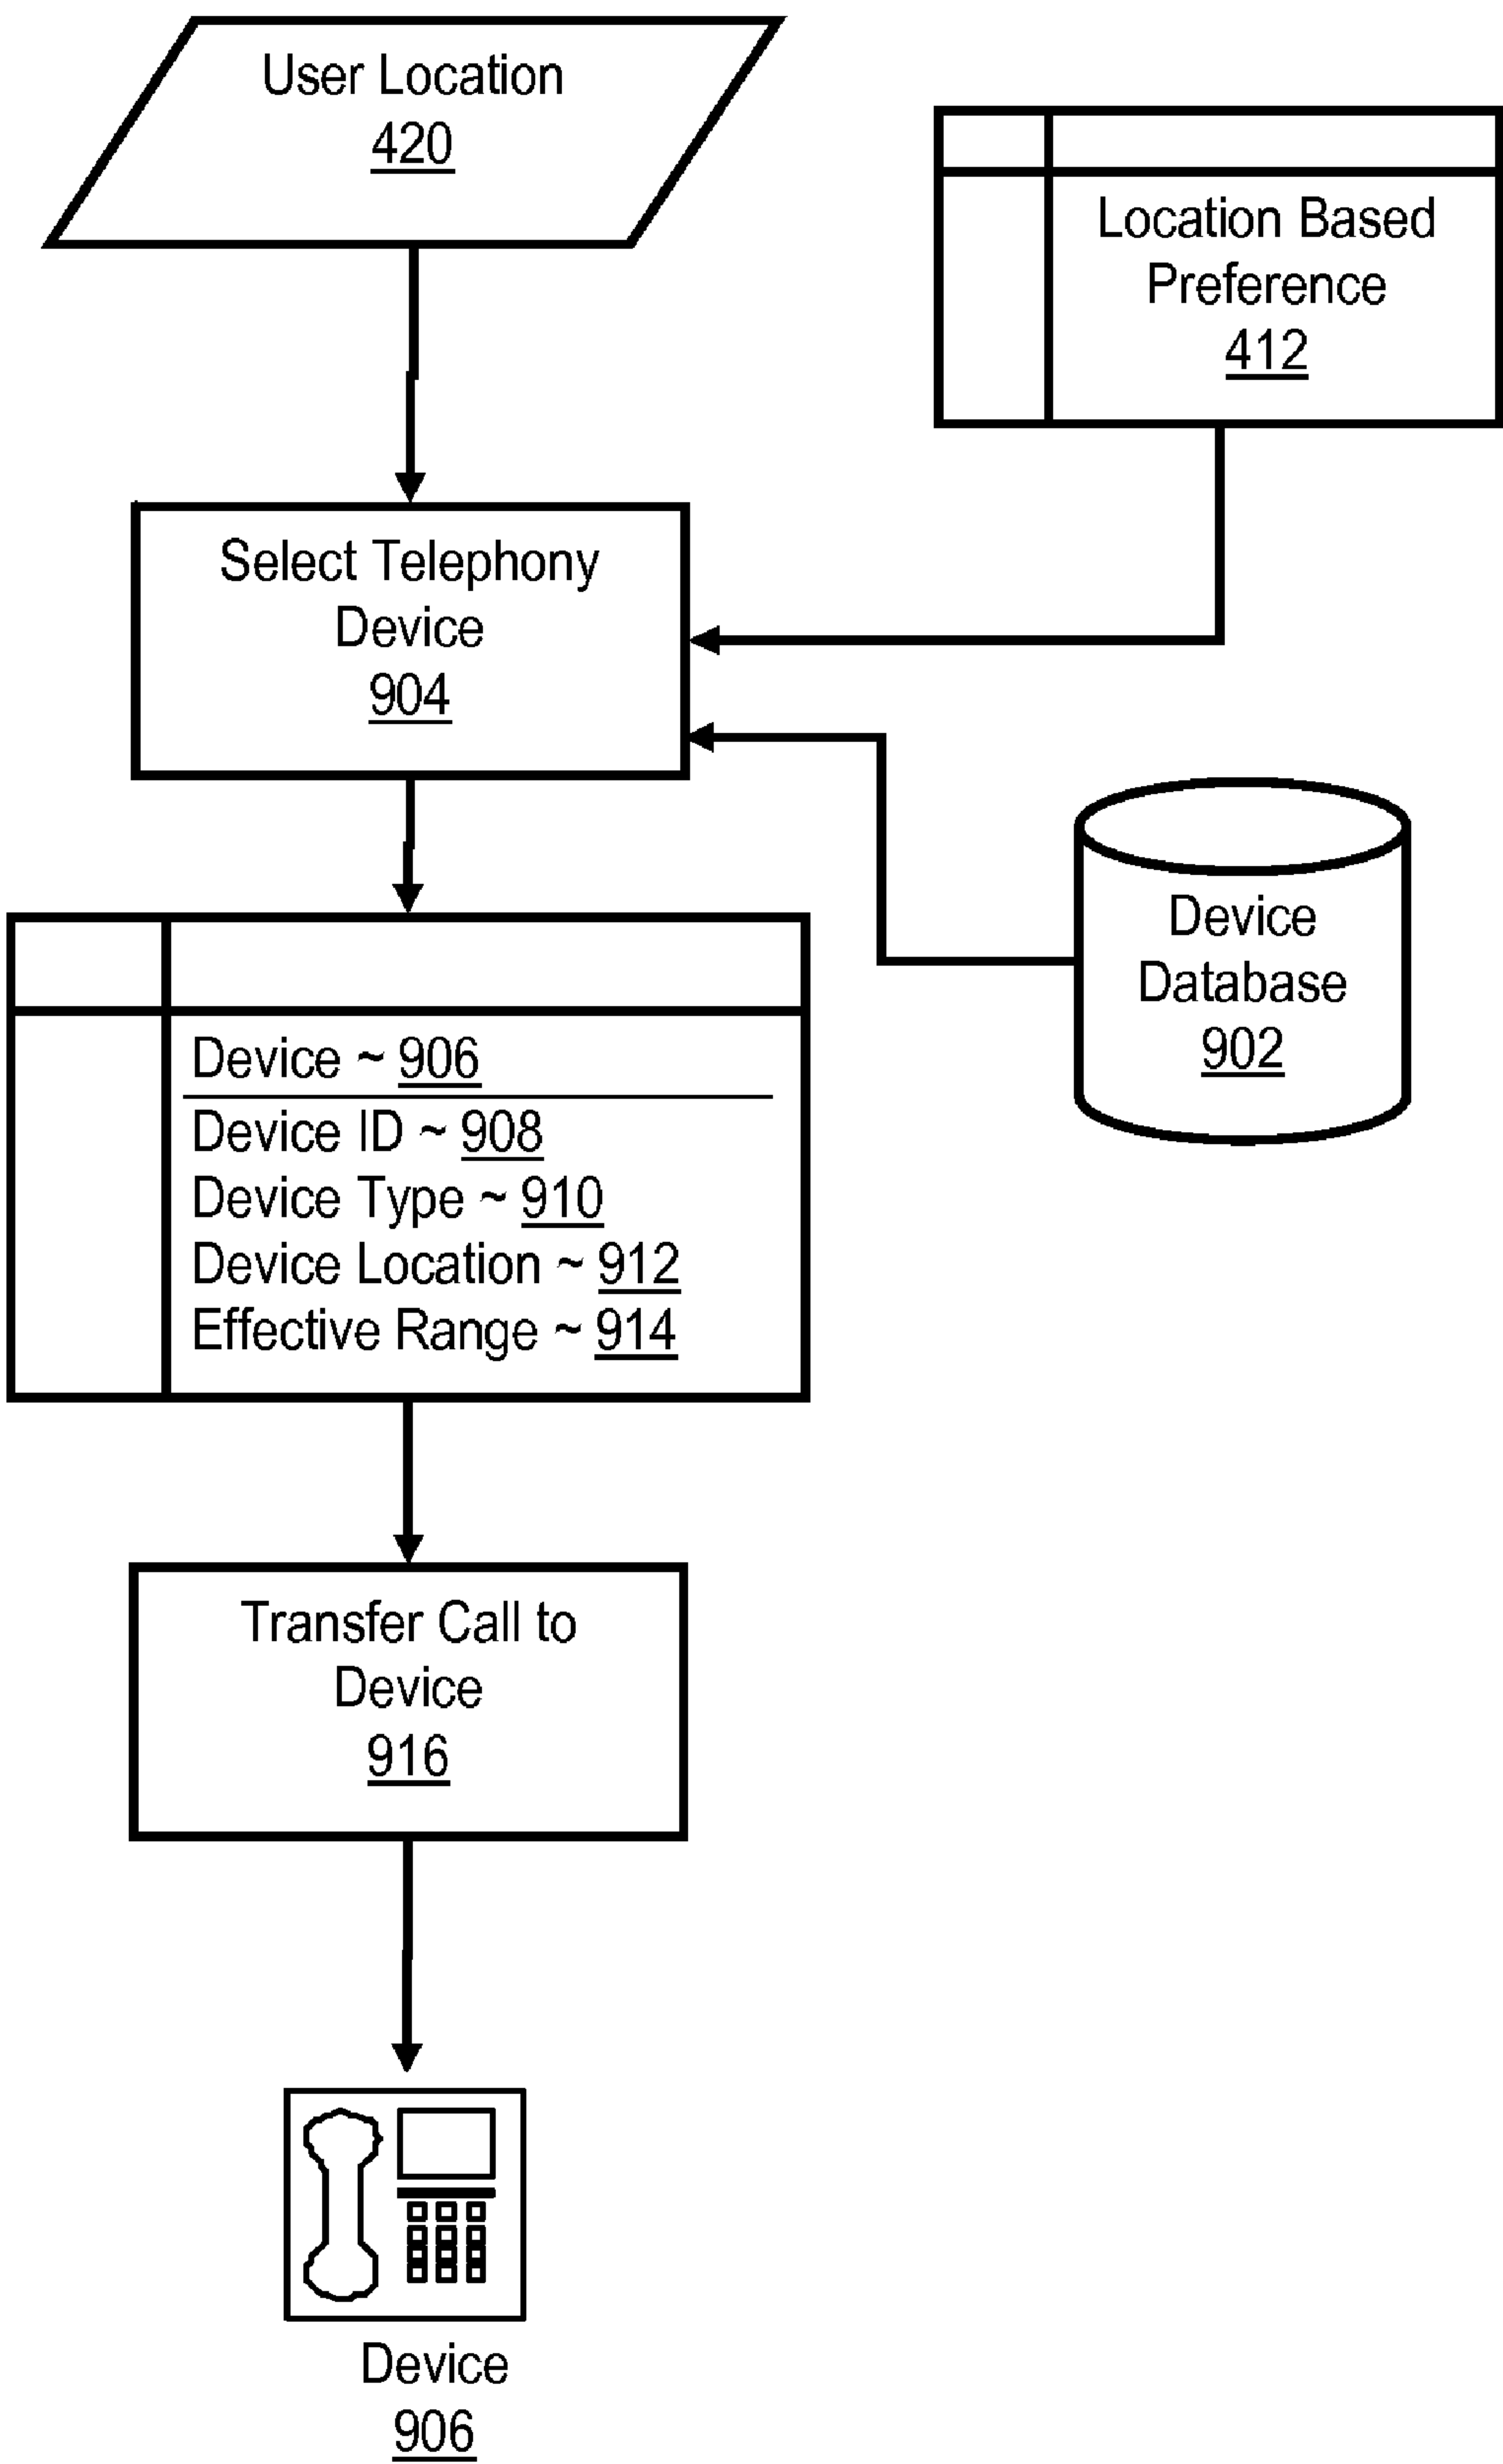 User Location
420
Location Based
Preference
412
Select Telephony
Device
904
Device
Database
902
Device ~ 906
Device ID ~ 908
Device Type ~ 910
Device Location ~ 912
Effective Range ~ 914
Transfer Call to
Device
916
Device
906